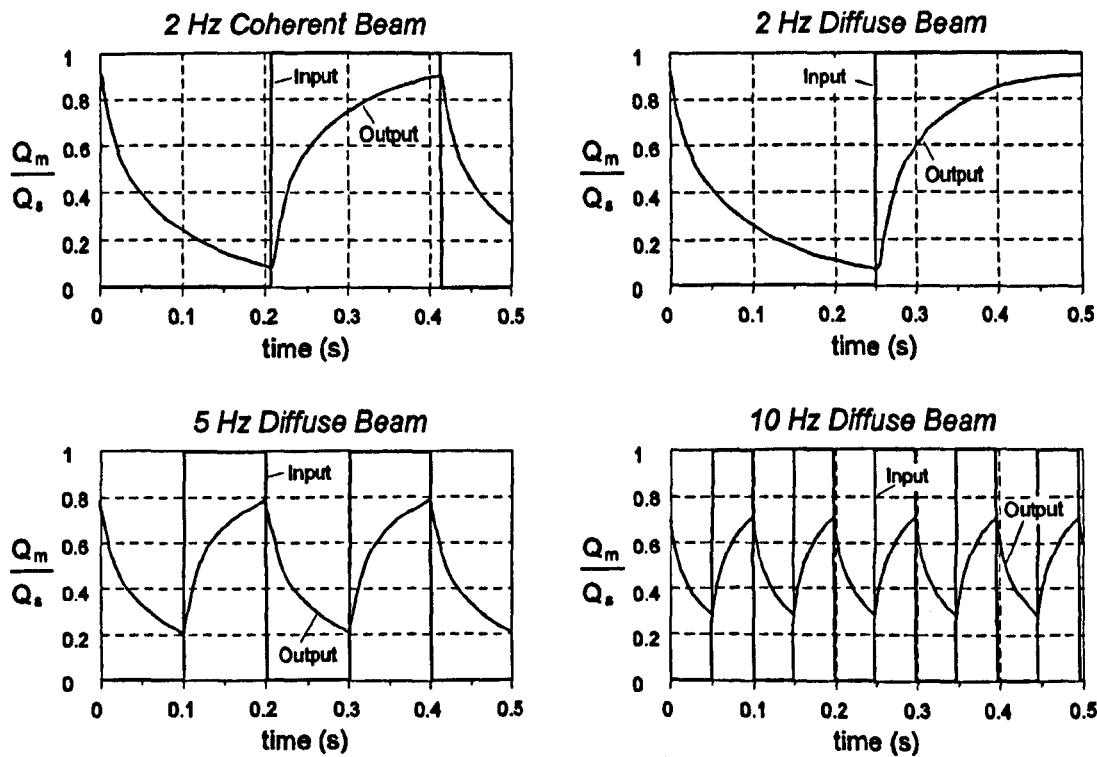 2 Hz Coherent Beam
1
0.8
0.6
0.4
0.2
0
Qm
Qs
Input
Output
0 0.1 0.2 0.3 0.4 0.5
time (s)
2 Hz Diffuse Beam
1
0.8
0.6
0.4
0.2
0
Qm
Qs
Input
Output
0 0.1 0.2 0.3 0.4 0.5
time (s)
5 Hz Diffuse Beam
1
0.8
0.6
0.4
0.2
0
Qm
Qs
Input
Output
0 0.1 0.2 0.3 0.4 0.5
time (s)
10 Hz Diffuse Beam
1
0.8
0.6
0.4
0.2
0
Qm
Qs
Input
Output
0 0.1 0.2 0.3 0.4 0.5
time (s)